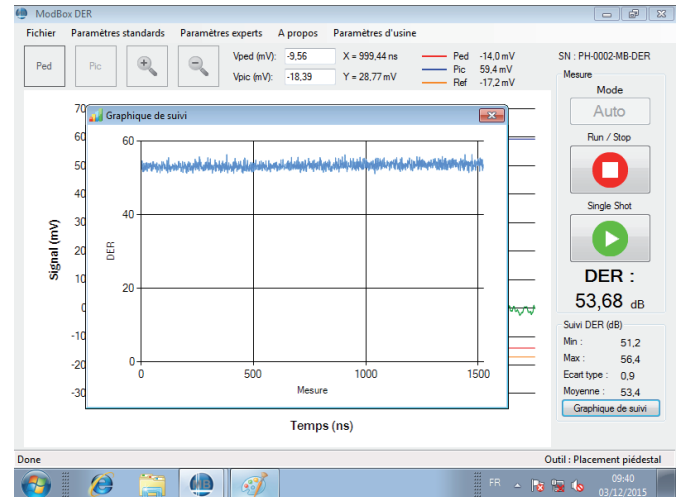 ModBox DER
Fichier Paramètres standards Paramètres experts A propos Paramètres d'usine
Ped Pic Vped (mV): -9,56 X = 999,44 ns Ped -14,0 mV SN : PH-0002-MB-DER
Vpic (mV): -18,39 Y = 28,77 mV Pic 59,4 mV
Ref -17,2 mV
Mesure
Mode
Auto
Run / Stop
Single Shot
DER :
53,68 dB
Suivi DER (dB)
Min : 51,2
Max : 56,4
Ecart type : 0,9
Moyenne : 53,4
Graphique de suivi
Signal (mV)
70
60
50
40
30
20
10
0
-10
-20
-30
Graphique de suivi
DER
60
40
20
0
0 500 1000 1500
Mesure
Temps (ns)
Done Outil : Placement piédestal
MB FR 09:40
03/12/2015